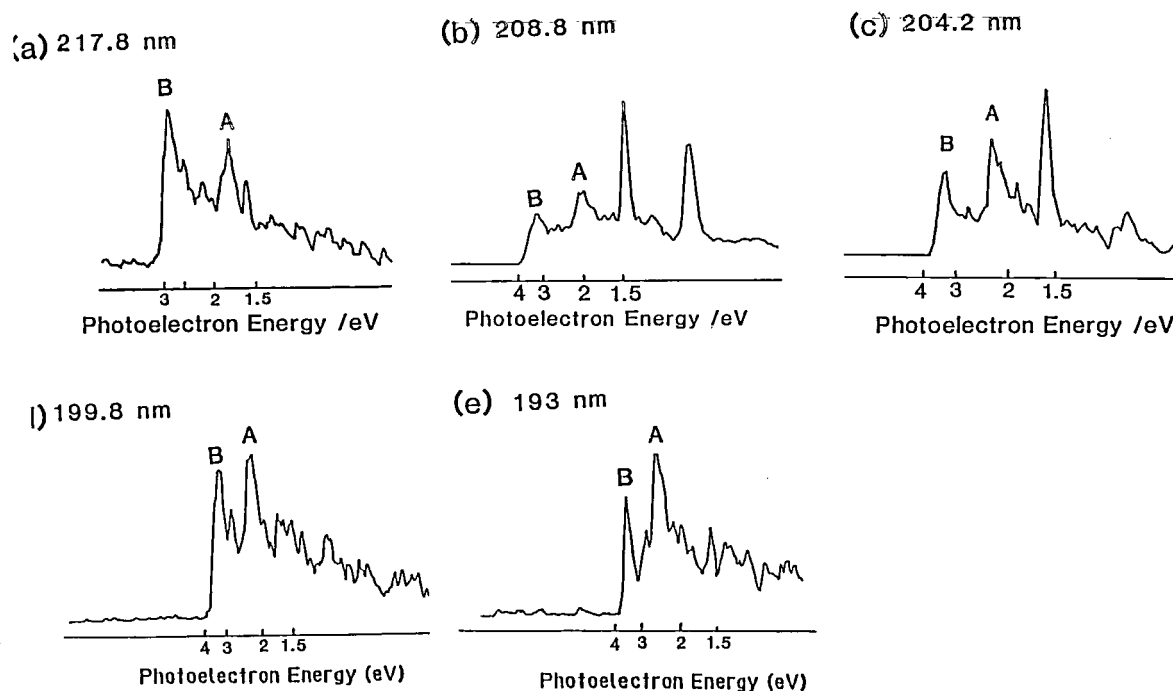 (a) 217.8 nm
B
A
3 2 1.5
Photoelectron Energy /eV
(b) 208.8 nm
B
A
4 3 2 1.5
Photoelectron Energy /eV
(c) 204.2 nm
B
A
4 3 2 1.5
Photoelectron Energy /eV
l) 199.8 nm
B
A
4 3 2 1.5
Photoelectron Energy (eV)
(e) 193 nm
B
A
4 3 2 1.5
Photoelectron Energy (eV)